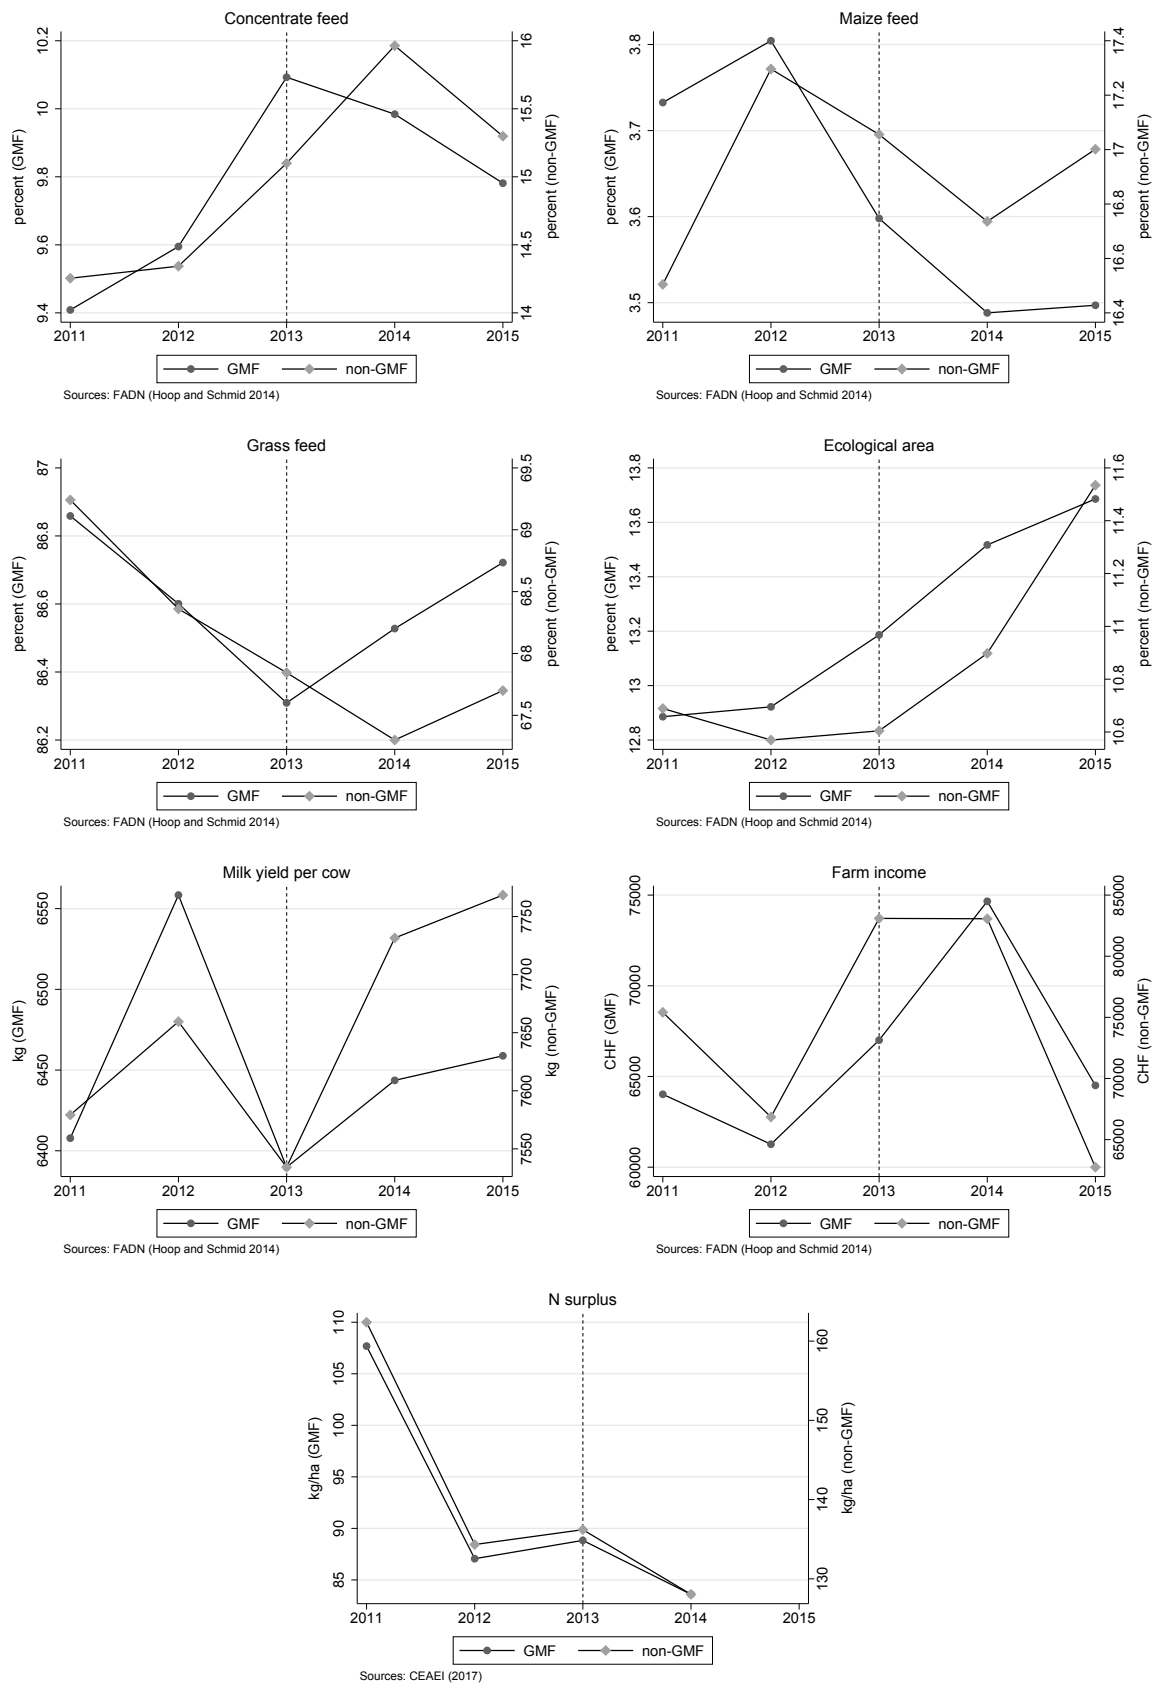 Concentrate feed
percent (GMF)
10.2
10
9.8
9.6
9.4
16
15.5
15
14.5
14
percent (non-GMF)
2011 2012 2013 2014 2015
GMF non-GMF
Sources: FADN (Hoop and Schmid 2014)
Maize feed
percent (GMF)
3.8
3.7
3.6
3.5
17.4
17.2
17
16.8
16.6
16.4
percent (non-GMF)
2011 2012 2013 2014 2015
GMF non-GMF
Sources: FADN (Hoop and Schmid 2014)
Grass feed
percent (GMF)
87
86.8
86.6
86.4
86.2
69.5
69
68.5
68
67.5
percent (non-GMF)
2011 2012 2013 2014 2015
GMF non-GMF
Sources: FADN (Hoop and Schmid 2014)
Ecological area
percent (GMF)
13.8
13.6
13.4
13.2
13
12.8
11.6
11.4
11.2
11
10.8
10.6
percent (non-GMF)
2011 2012 2013 2014 2015
GMF non-GMF
Sources: FADN (Hoop and Schmid 2014)
Milk yield per cow
kg (GMF)
6550
6500
6450
6400
7750
7700
7650
7600
7550
kg (non-GMF)
2011 2012 2013 2014 2015
GMF non-GMF
Sources: FADN (Hoop and Schmid 2014)
Farm income
CHF (GMF)
75000
70000
65000
60000
85000
80000
75000
70000
65000
CHF (non-GMF)
2011 2012 2013 2014 2015
GMF non-GMF
Sources: FADN (Hoop and Schmid 2014)
N surplus
kg/ha (GMF)
110
105
100
95
90
85
160
150
140
130
kg/ha (non-GMF)
2011 2012 2013 2014 2015
GMF non-GMF
Sources: CEAEI (2017)